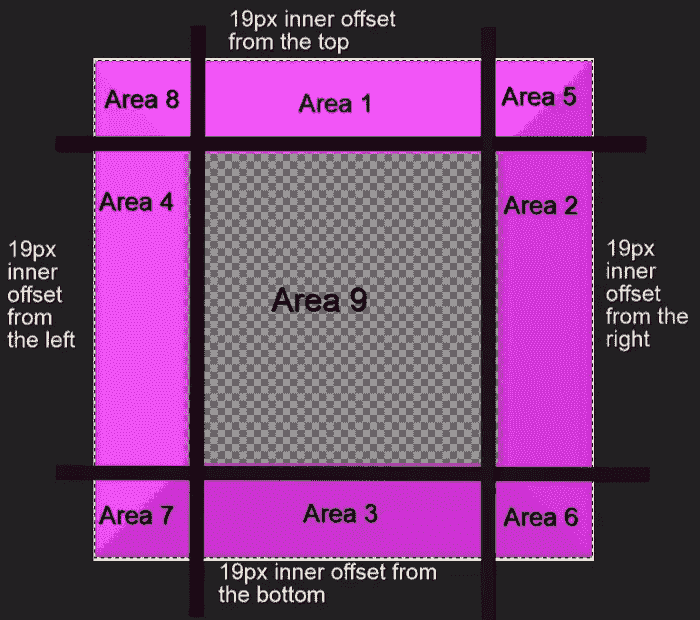 19px inner offset
from the top
Area 8
Area 1
Area 5
Area 4
Area 2
19px
inner
offset
from
the left
Area 9
19px
inner
offset
from the
right
Area 7
Area 3
Area 6
19px inner offset from
the bottom